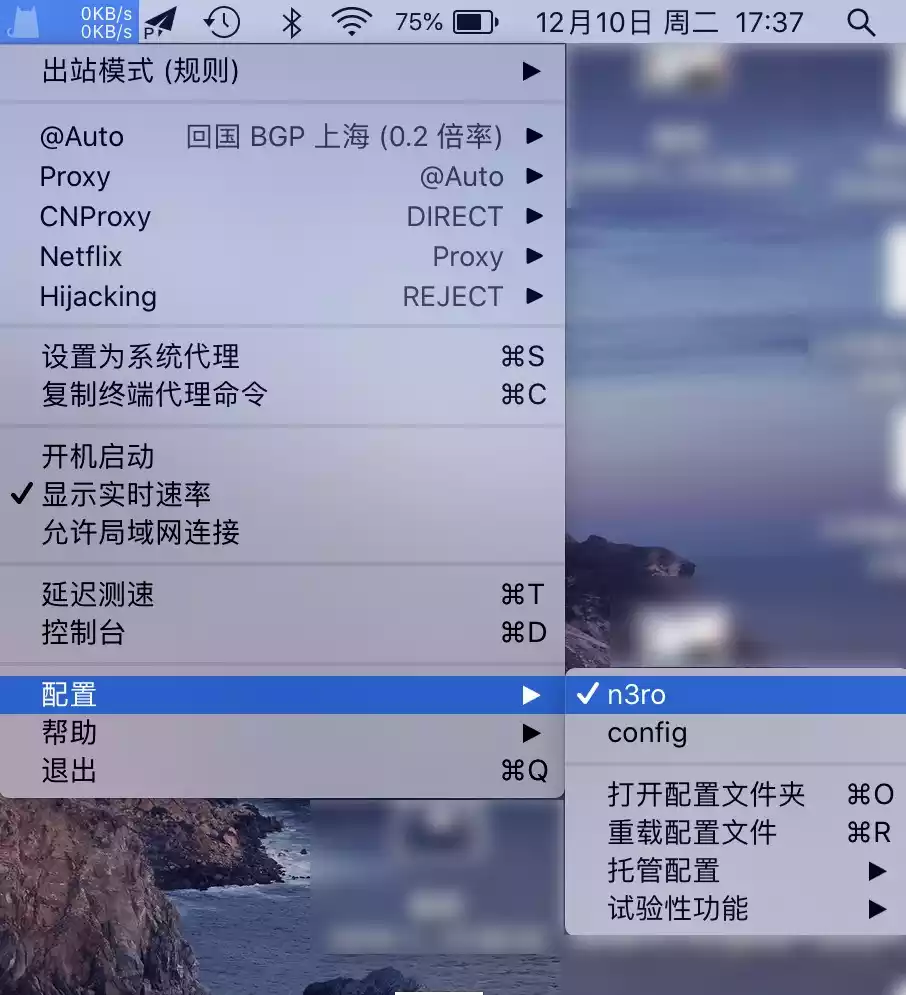 0KB/s
0KB/s
P
75%
12月10日 周二 17:37
出站模式 (规则)
@Auto 回国 BGP 上海 (0.2 倍率)
Proxy @Auto
CNProxy DIRECT
Netflix Proxy
Hijacking REJECT
设置为系统代理 ⌘S
复制终端代理命令 ⌘C
开机启动
显示实时速率
允许局域网连接
延迟测速 ⌘T
控制台 ⌘D
配置
帮助
退出 ⌘Q
n3ro
config
打开配置文件夹 ⌘O
重载配置文件 ⌘R
托管配置
试验性功能